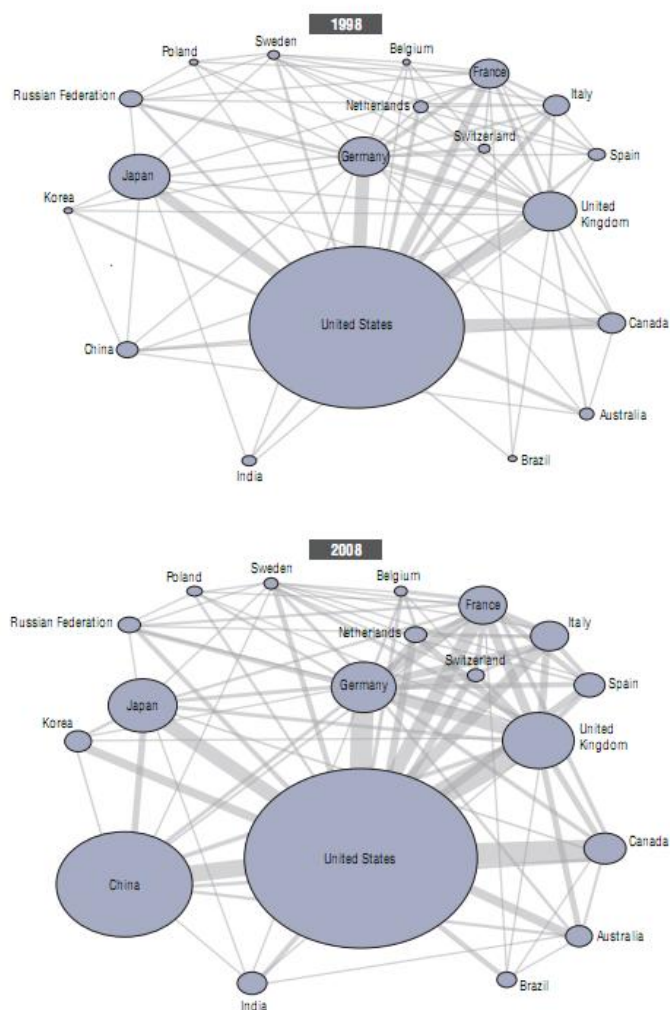 1998
Sweden
Belgium
Poland
France
Russian Federation
Netherlands
Italy
Switzerland
Germany
Spain
Japan
Korea
United
Kingdom
United States
Canada
China
Australia
India
Brazil
2008
Sweden
Belgium
Poland
France
Russian Federation
Netherlands
Italy
Switzerland
Germany
Spain
Japan
Korea
United
Kingdom
United States
Canada
China
Australia
Brazil
India